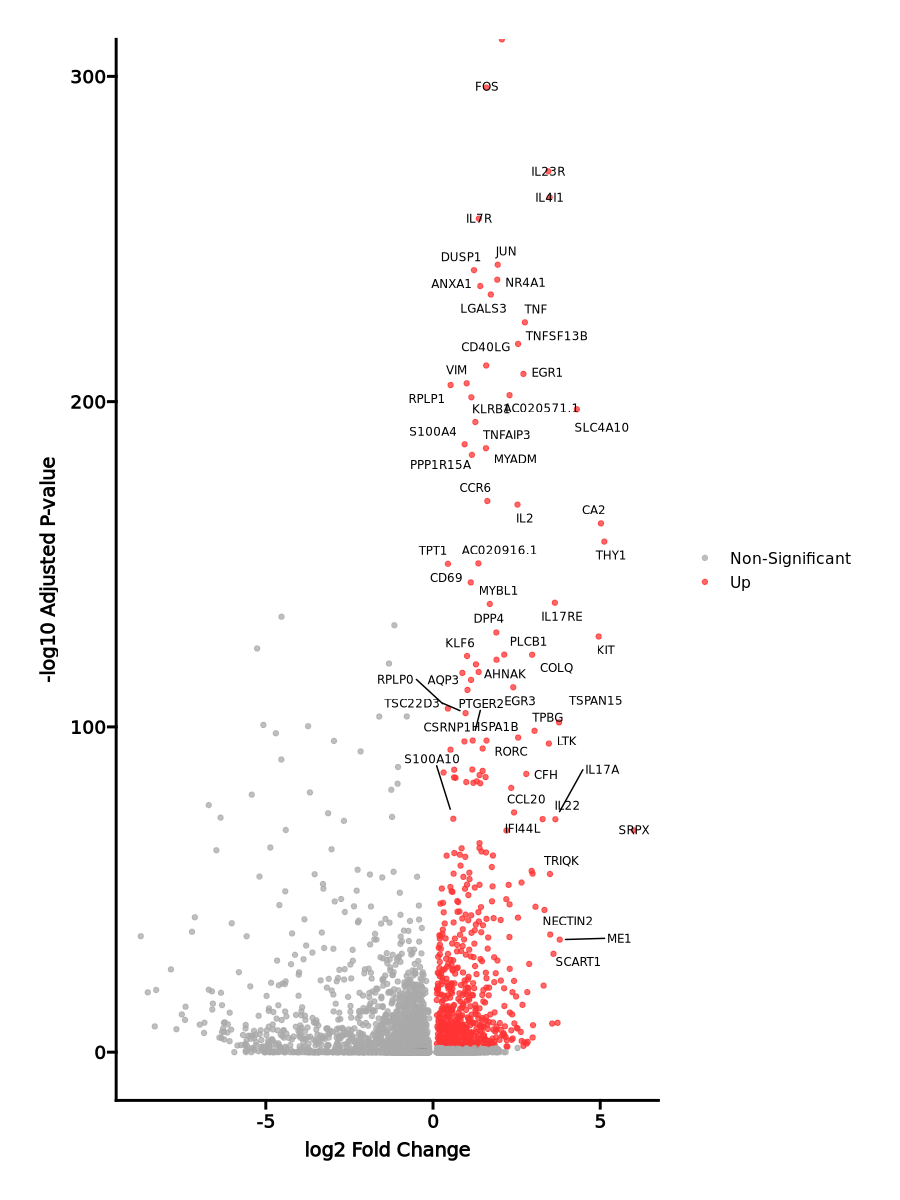 300
FOS
IL23R
IL4I1
IL7R
JUN
DUSP1
ANXA1
NR4A1
LGALS3
TNF
TNFSF13B
CD40LG
VIM
EGR1
RPLP1
200
KLRB1
AC020571.1
SLC4A10
S100A4
TNFAIP3
PPP1R15A
MYADM
CCR6
IL2
CA2
TPT1
AC020916.1
THY1
CD69
MYBL1
DPP4
IL17RE
KLF6
PLCB1
KIT
COLQ
RPLP0
AQP3
AHNAK
TSC22D3
PTGER2
EGR3
TSPAN15
TPBG
100
CSRNP1
HSPA1B
LTK
RORC
S100A10
CFH
IL17A
CCL20
IL22
IFI44L
SRPX
TRIQK
NECTIN2
ME1
SCART1
0
-5
0
5
log2 Fold Change
-log10 Adjusted P-value
Non-Significant
Up